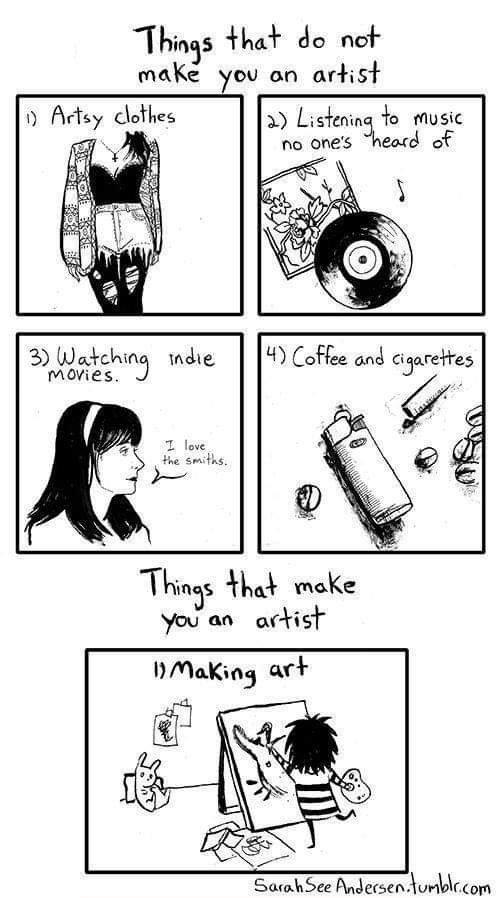 Things that do not
make you an artist
1) Artsy clothes
2) Listening to music
no one's heard of
3) Watching indie
movies.
I love
the smiths.
4) Coffee and cigarettes
Things that make
you an artist
1) Making art
SarahSeeAndersen.tumblr.com